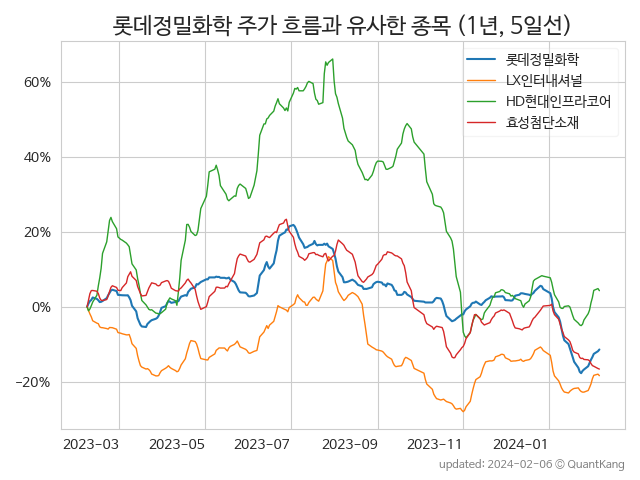 롯데정밀화학 주가 흐름과 유사한 종목 (1년, 5일선)
롯데정밀화학
LX인터내셔널
HD현대인프라코어
효성첨단소재
60%
40%
20%
0%
−20%
2023-03 2023-05 2023-07 2023-09 2023-11 2024-01
updated: 2024-02-06 © QuantKang